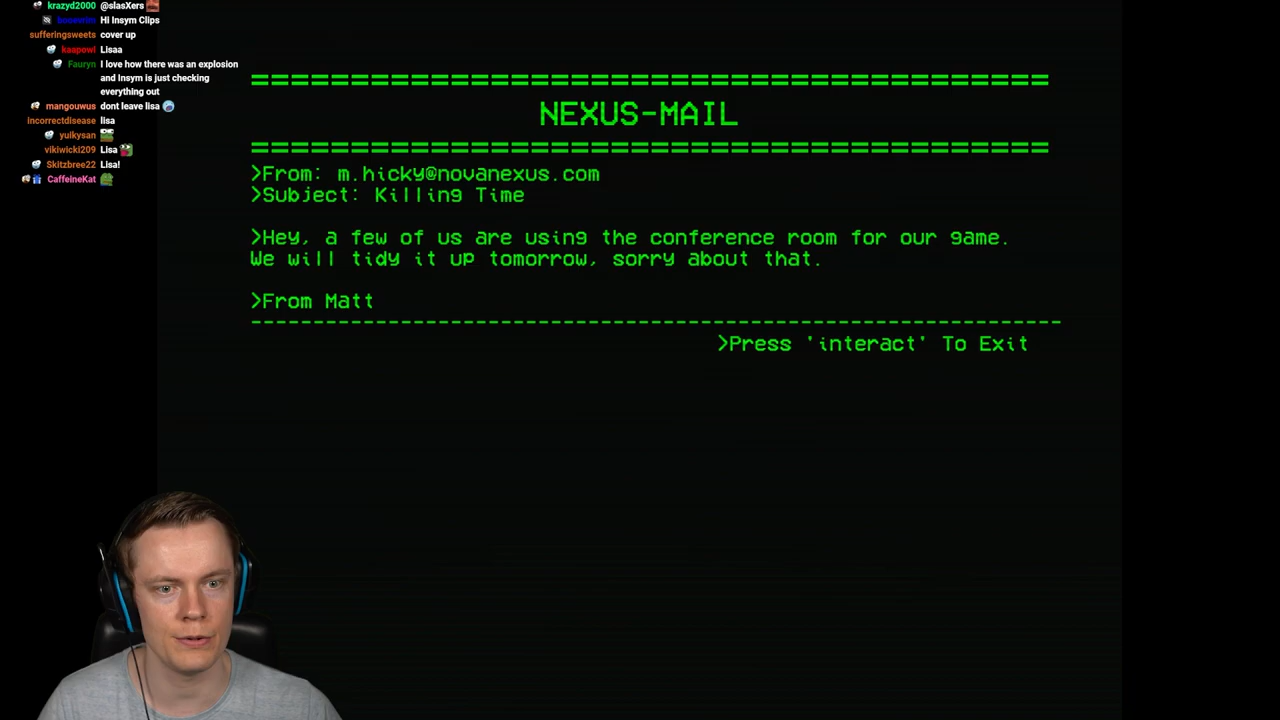 krazyd2000 @slasXers
Hi Insym Clips
sufferingsweets cover up
kaspowl Lisaa
Fauryn I love how there was an explosion
and Insym is just checking
everything out
mangouwus dont leave lisa
incorrectdisease lisa
yuikysan
vikiwicki209 Lisa
Skitzbree22 Lisa!
CaffeineKat
================================
NEXUS-MAIL
================================
>From: m.hicky@novanexus.com
>Subject: Killing Time
>Hey, a few of us are using the conference room for our game.
We will tidy it up tomorrow, sorry about that.
>From Matt
-----------------------------------------------------------------
>Press 'interact' To Exit